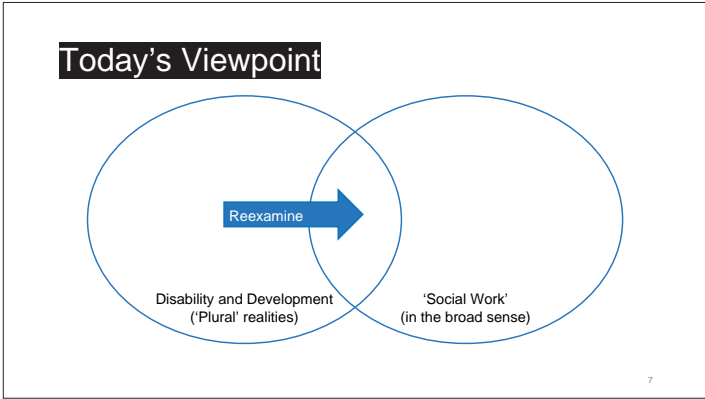 Today’s Viewpoint
Reexamine
Disability and Development
(‘Plural’ realities)
‘Social Work’
(in the broad sense)
7